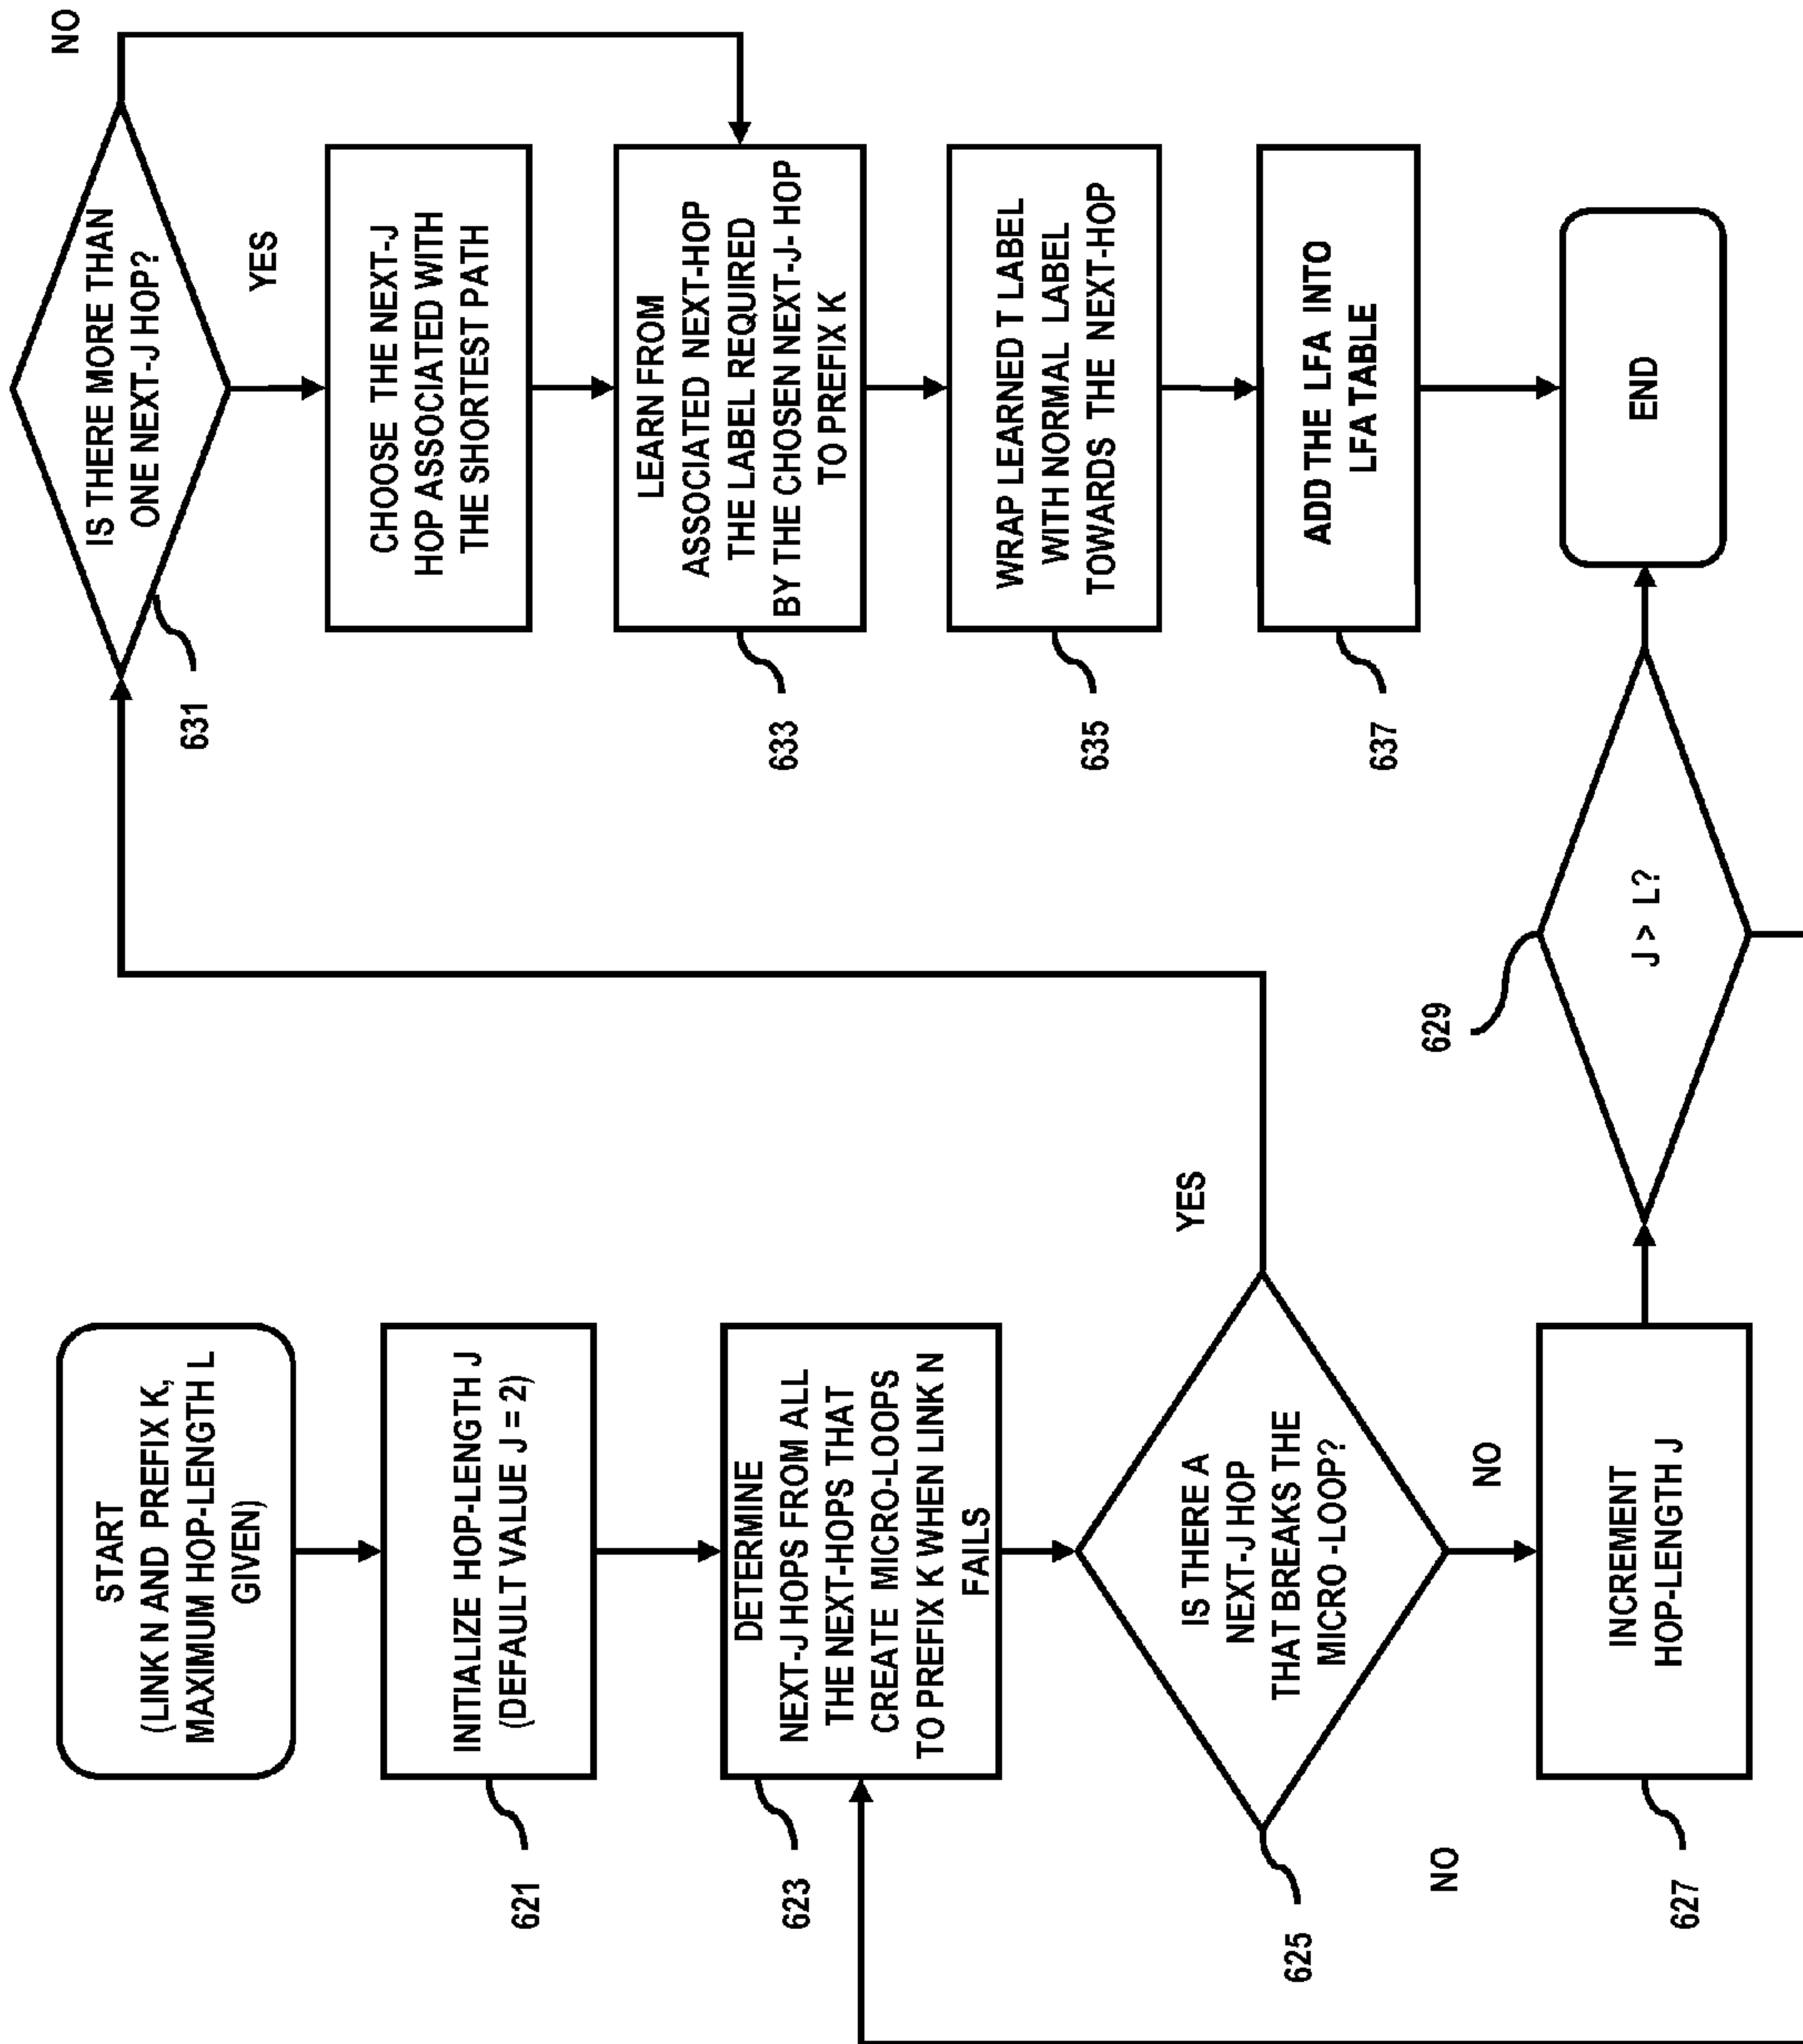 START
(LINK N AND PREFIX K,
MAXIMUM HOP-LENGTH L
GIVEN)
INITIALIZE HOP-LENGTH J
(DEFAULT VALUE J = 2)
621
DETERMINE
NEXT-J HOPS FROM ALL
THE NEXT-HOPS THAT
CREATE MICRO-LOOPS
TO PREFIX K WHEN LINK N
FAILS
623
IS THERE A
NEXT-J HOP
THAT BREAKS THE
MICRO-LOOP?
625
YES
NO
INCREMENT
HOP-LENGTH J
627
NO
J > L?
629
IS THERE MORE THAN
ONE NEXT-J HOP?
631
NO
YES
CHOOSE THE NEXT-J
HOP ASSOCIATED WITH
THE SHORTEST PATH
LEARN FROM
ASSOCIATED NEXT-HOP
THE LABEL REQUIRED
BY THE CHOSEN NEXT-J- HOP
TO PREFIX K
633
WRAP LEARNED T LABEL
WITH NORMAL LABEL
TOWARDS THE NEXT-HOP
635
ADD THE LFA INTO
LFA TABLE
637
END